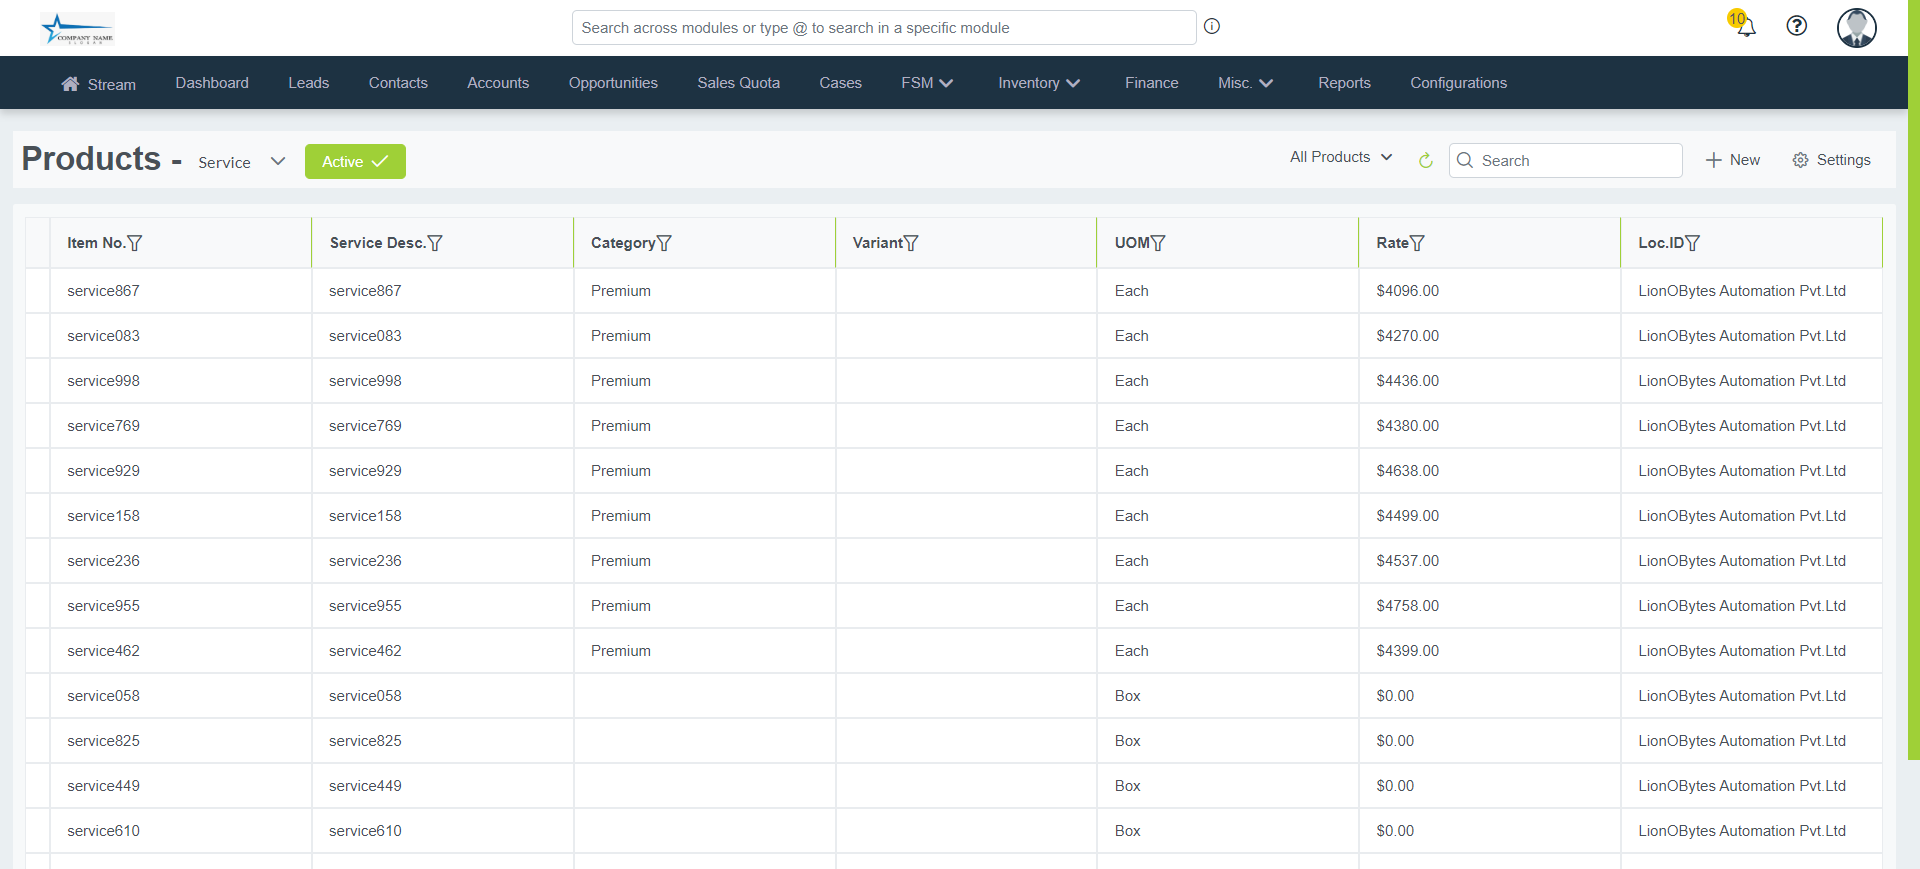 COMPANY NAME
Search across modules or type @ to search in a specific module
10
Stream Dashboard Leads Contacts Accounts Opportunities Sales Quota Cases FSM Inventory Finance Misc. Reports Configurations
Products - Service Active All Products Search New Settings
Item No. Service Desc. Category Variant UOM Rate Loc.ID
service867 service867 Premium Each $4096.00 LionOBytes Automation Pvt.Ltd
service083 service083 Premium Each $4270.00 LionOBytes Automation Pvt.Ltd
service998 service998 Premium Each $4436.00 LionOBytes Automation Pvt.Ltd
service769 service769 Premium Each $4380.00 LionOBytes Automation Pvt.Ltd
service929 service929 Premium Each $4638.00 LionOBytes Automation Pvt.Ltd
service158 service158 Premium Each $4499.00 LionOBytes Automation Pvt.Ltd
service236 service236 Premium Each $4537.00 LionOBytes Automation Pvt.Ltd
service955 service955 Premium Each $4758.00 LionOBytes Automation Pvt.Ltd
service462 service462 Premium Each $4399.00 LionOBytes Automation Pvt.Ltd
service058 service058 Box $0.00 LionOBytes Automation Pvt.Ltd
service825 service825 Box $0.00 LionOBytes Automation Pvt.Ltd
service449 service449 Box $0.00 LionOBytes Automation Pvt.Ltd
service610 service610 Box $0.00 LionOBytes Automation Pvt.Ltd